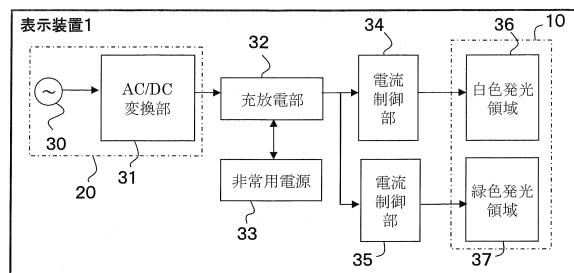 表示装置1
10
32
34
36
AC/DC
変換部
充放電部
電流
制御部
白色発光
領域
30
20
31
非常用電源
33
電流
制御部
緑色発光
領域
35
37